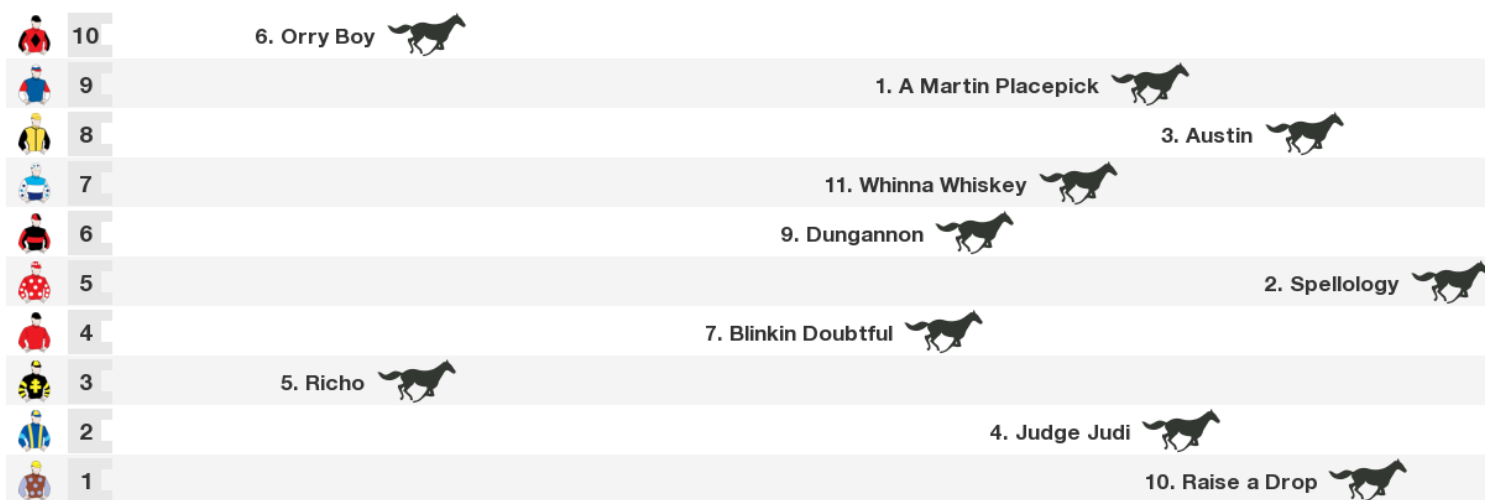 10 6. Orry Boy
9 1. A Martin Placepick
8 3. Austin
7 11. Whinna Whiskey
6 9. Dungannon
5 2. Spellology
4 7. Blinkin Doubtful
3 5. Richo
2 4. Judge Judi
1 10. Raise a Drop